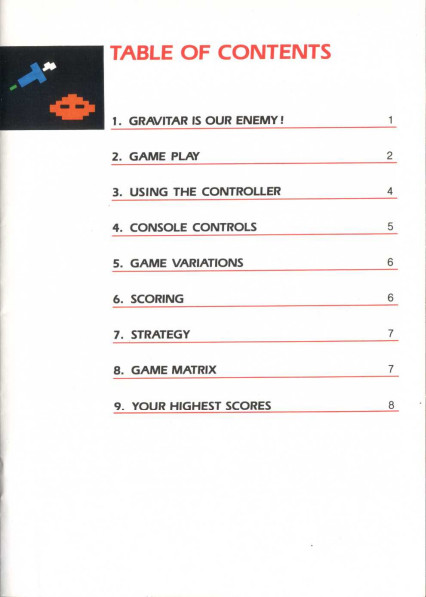 TABLE OF CONTENTS
1. GRAVITAR IS OUR ENEMY! 1
2. GAME PLAY 2
3. USING THE CONTROLLER 4
4. CONSOLE CONTROLS 5
5. GAME VARIATIONS 6
6. SCORING 6
7. STRATEGY 7
8. GAME MATRIX 7
9. YOUR HIGHEST SCORES 8